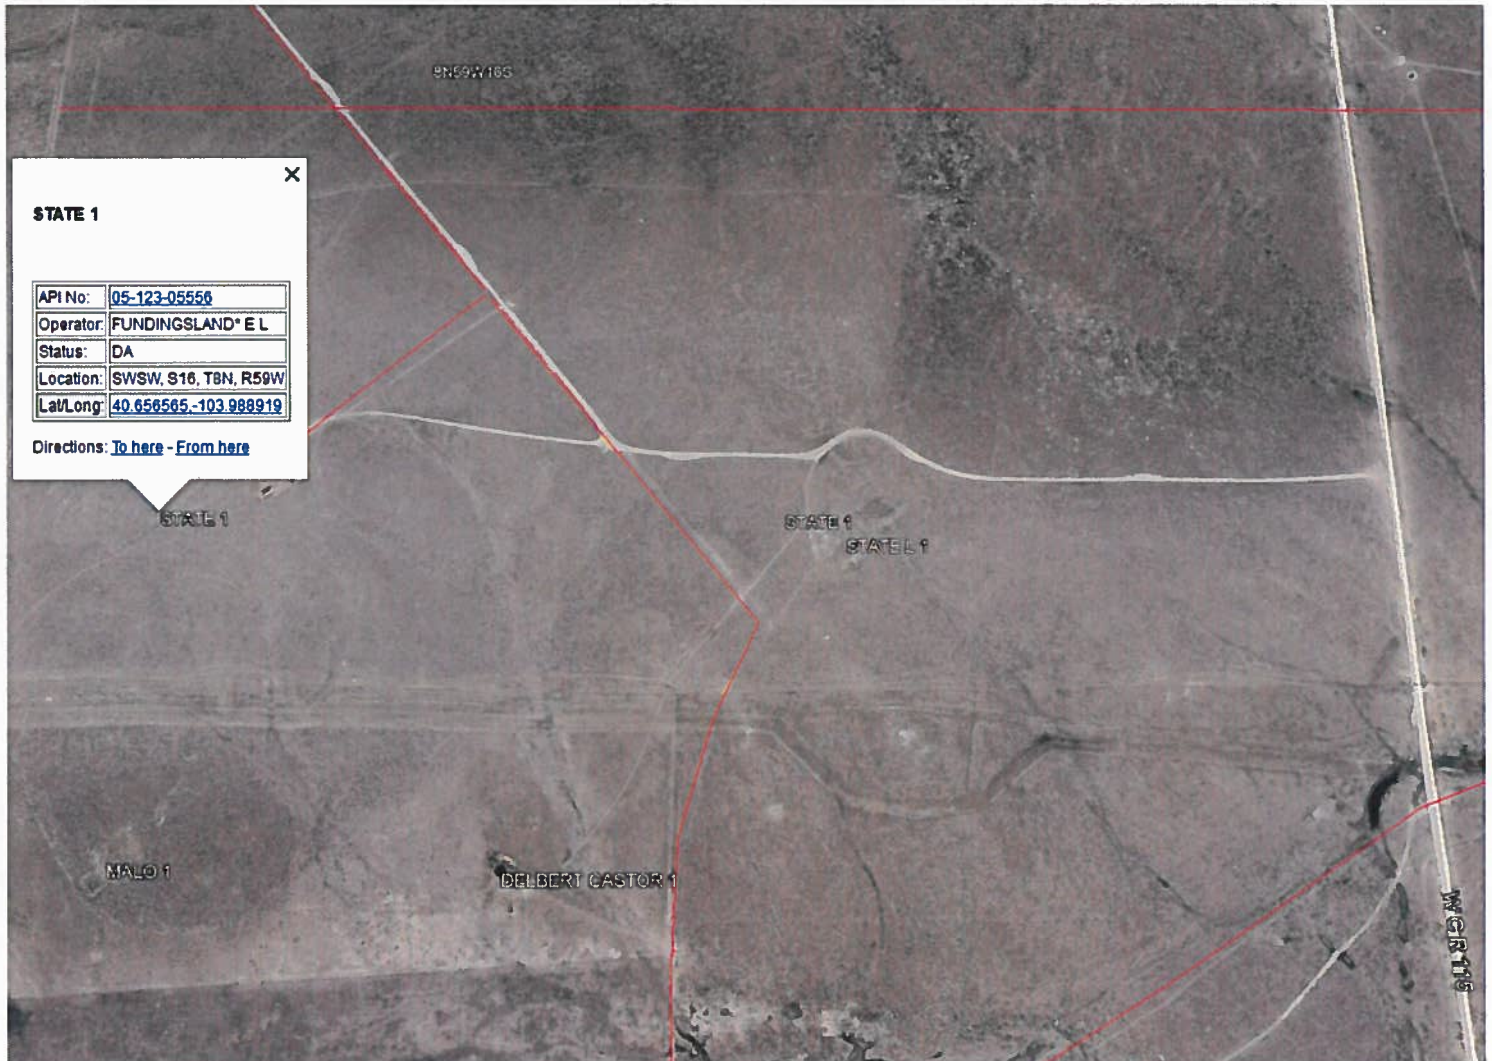 8N59W16S
STATE 1
API No: 05-123-05556
Operator: FUNDINGSLAND* E L
Status: DA
Location: SWSW, S16, T8N, R59W
Lat/Long: 40.656565,-103.988919
Directions: To here - From here
STATE 1
STATE 1
STATE L 1
MALO 1
DELBERT CASTOR 1
W C R 115